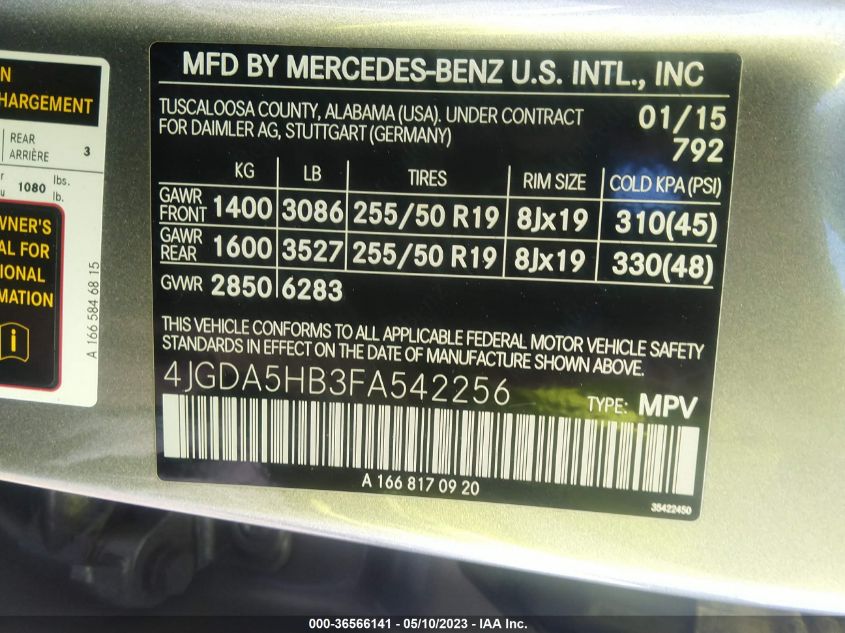 N
HARGEMENT
REAR
ARRIÈRE 3
1080 lbs.
lb.
WNER'S
AL FOR
IONAL
MATION
i
A 166 584 68 15
MFD BY MERCEDES-BENZ U.S. INTL., INC
TUSCALOOSA COUNTY, ALABAMA (USA). UNDER CONTRACT
FOR DAIMLER AG, STUTTGART (GERMANY)
01/15
792
KG LB TIRES RIM SIZE COLD KPA(PSI)
GAWR FRONT 1400 3086 255/50 R19 8Jx19 310(45)
GAWR REAR 1600 3527 255/50 R19 8Jx19 330(48)
GVWR 2850 6283
THIS VEHICLE CONFORMS TO ALL APPLICABLE FEDERAL MOTOR VEHICLE SAFETY
STANDARDS IN EFFECT ON THE DATE OF MANUFACTURE SHOWN ABOVE.
4JGDA5HB3FA542256
TYPE: MPV
A 166 817 09 20
35422450
000-36566141 — 05/10/2023 — IAA Inc.